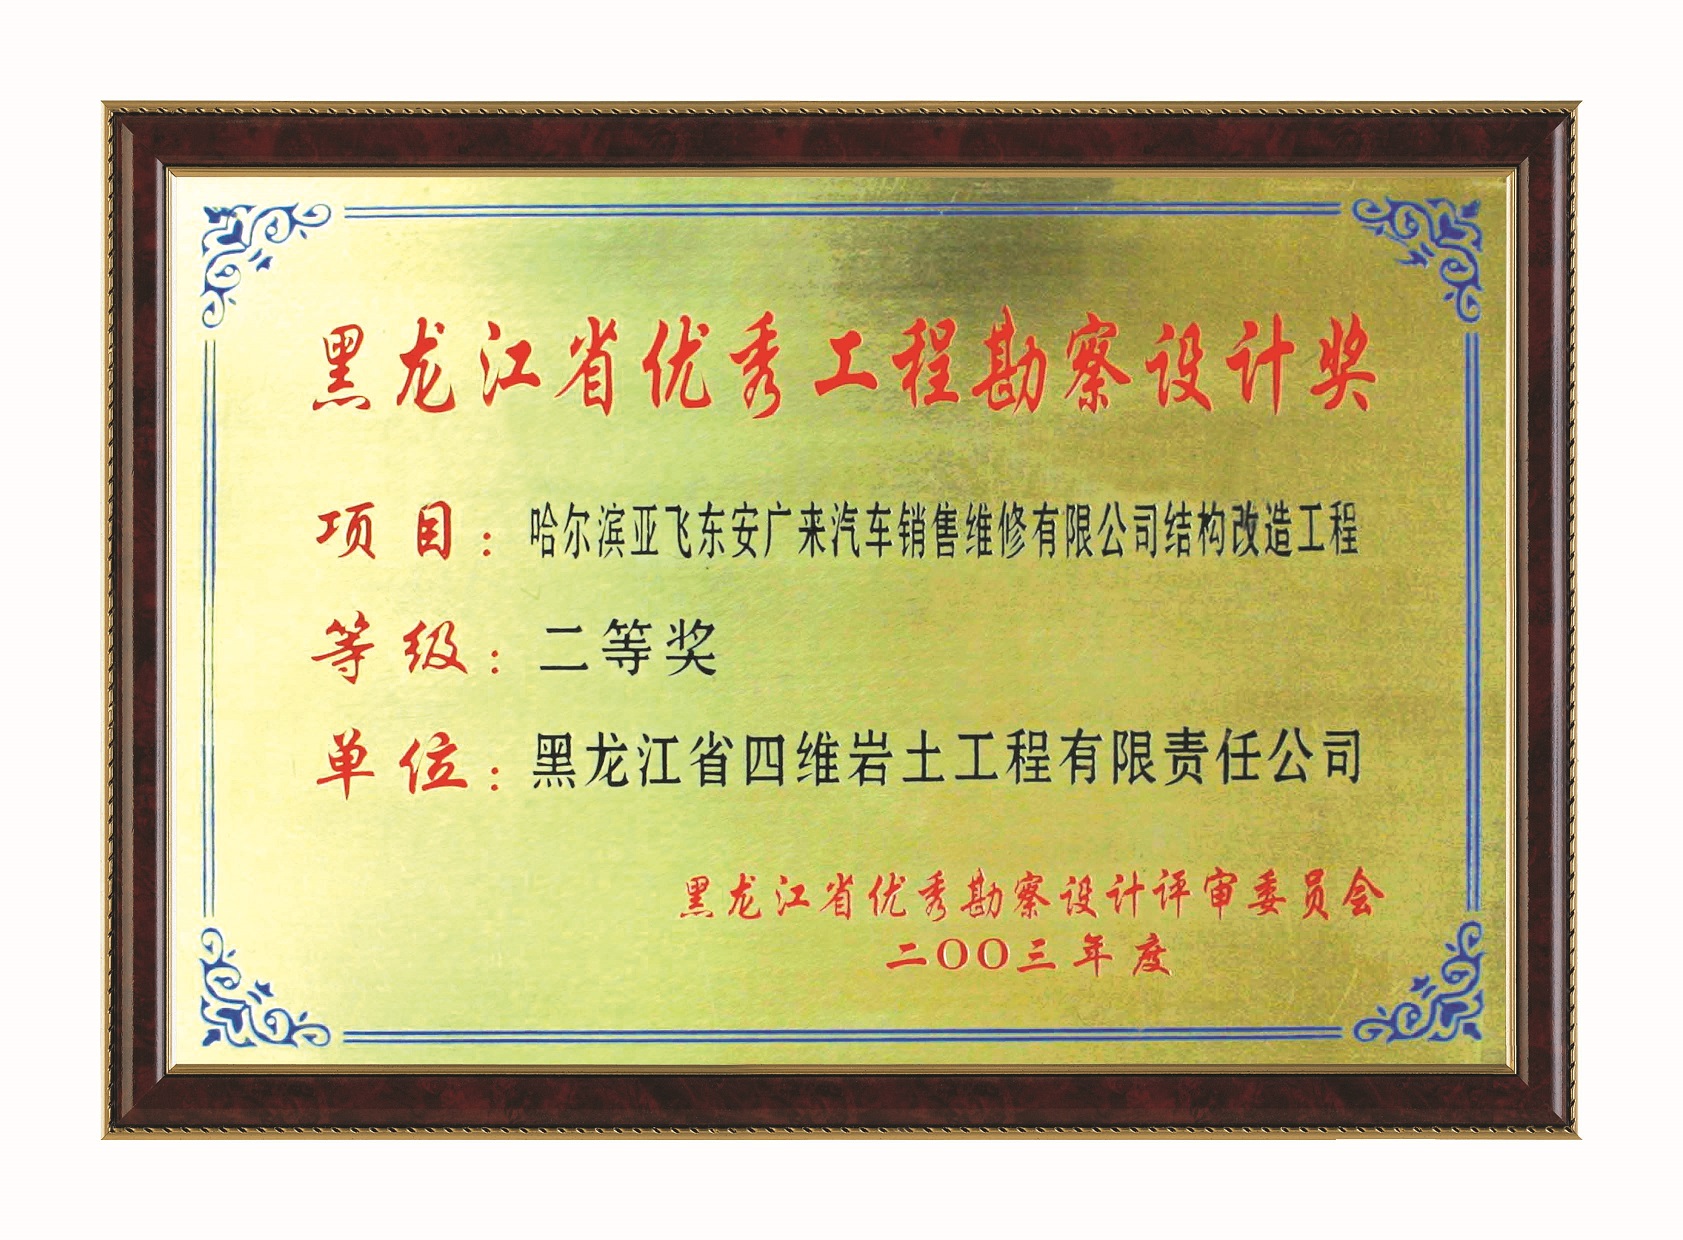 黑龙江省优秀工程勘察设计奖
项目：哈尔滨亚飞东安广来汽车销售维修有限公司结构改造工程
等级：二等奖
单位：黑龙江省四维岩土工程有限责任公司
黑龙江省优秀勘察设计评审委员会
二OO三年度